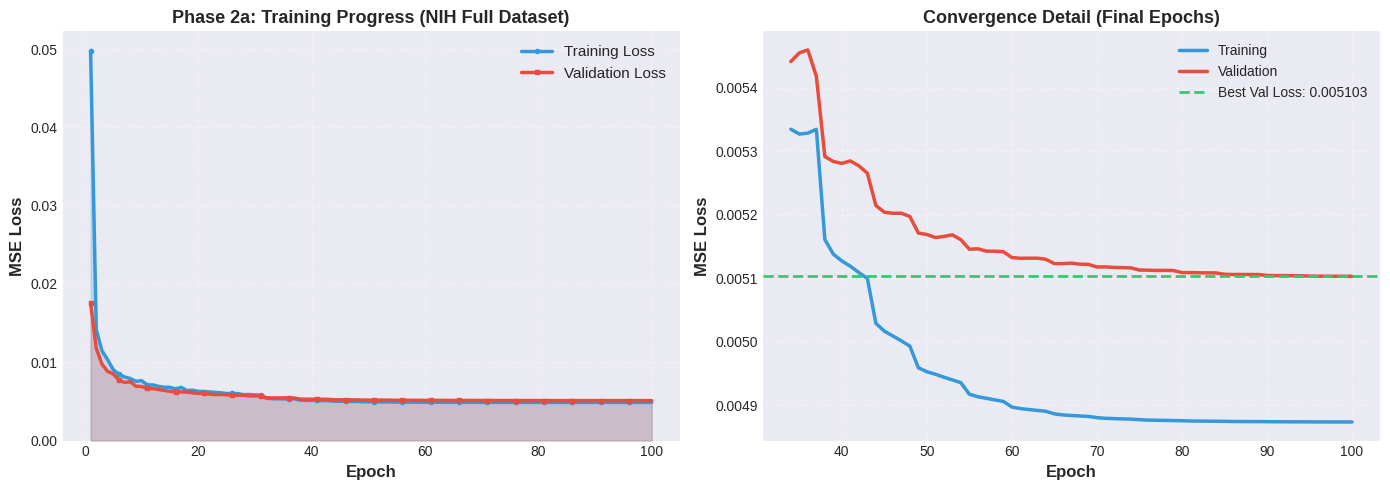 Phase 2a: Training Progress (NIH Full Dataset)
MSE Loss
0.05
0.04
0.03
0.02
0.01
0.00
Training Loss
Validation Loss
0
20
40
60
80
100
Epoch
Convergence Detail (Final Epochs)
MSE Loss
0.0054
0.0053
0.0052
0.0051
0.0050
0.0049
Training
Validation
Best Val Loss: 0.005103
40
50
60
70
80
90
100
Epoch